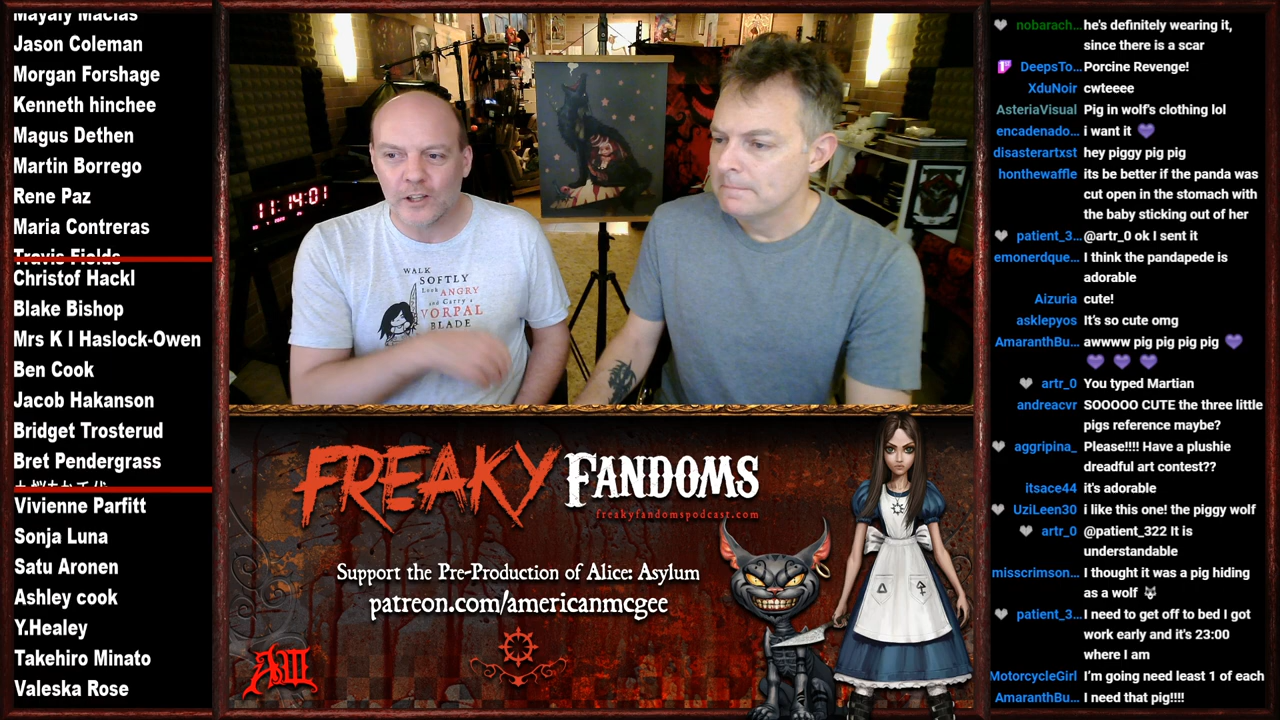 Mayaly Macias
Jason Coleman
Morgan Forshage
Kenneth hinchee
Magus Dethen
Martin Borrego
Rene Paz
Maria Contreras
Travis Fields
Christof Hackl
Blake Bishop
Mrs K I Haslock-Owen
Ben Cook
Jacob Hakanson
Bridget Trosterud
Bret Pendergrass
Vivienne Parfitt
Sonja Luna
Satu Aronen
Ashley cook
Y.Healey
Takehiro Minato
Valeska Rose
11:14:01
WALK
SOFTLY
Look ANGRY
and Carry a
VORPAL
BLADE
FREAKY FANDOMS
freakyfandomspodcast.com
Support the Pre-Production of Alice: Asylum
patreon.com/americanmcgee
nobarach... he's definitely wearing it,
since there is a scar
DeepsTo... Porcine Revenge!
XduNoir cwteeee
AsteriaVisual Pig in wolf's clothing lol
encadenado... i want it 💜
disasterartxst hey piggy pig pig
honthewaffle its be better if the panda was
cut open in the stomach with
the baby sticking out of her
patient_3... @artr_0 ok I sent it
emonerdque... I think the pandapede is
adorable
Aizuria cute!
asklepyos It's so cute omg
AmaranthBu... awwww pig pig pig pig 💜
💜 💜 💜
artr_0 You typed Martian
andreacvr SOOOOO CUTE the three little
pigs reference maybe?
aggripina_ Please!!!! Have a plushie
dreadful art contest??
itsace44 it's adorable
UziLeen30 i like this one! the piggy wolf
artr_0 @patient_322 It is
understandable
misscrimson... I thought it was a pig hiding
as a wolf 🐺
patient_3... I need to get off to bed I got
work early and it's 23:00
where I am
MotorcycleGirl I'm going need least 1 of each
AmaranthBu... I need that pig!!!!